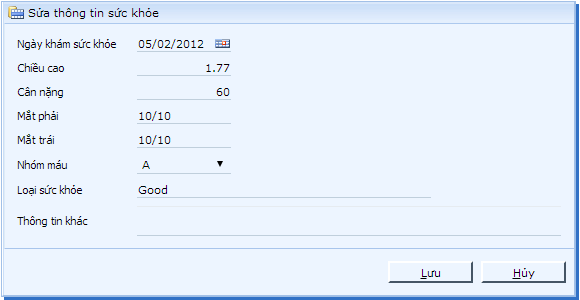 Sửa thông tin sức khỏe
Ngày khám sức khỏe 05/02/2012
Chiều cao 1.77
Cân nặng 60
Mắt phải 10/10
Mắt trái 10/10
Nhóm máu A
Loại sức khỏe Good
Thông tin khác
Lưu Hủy